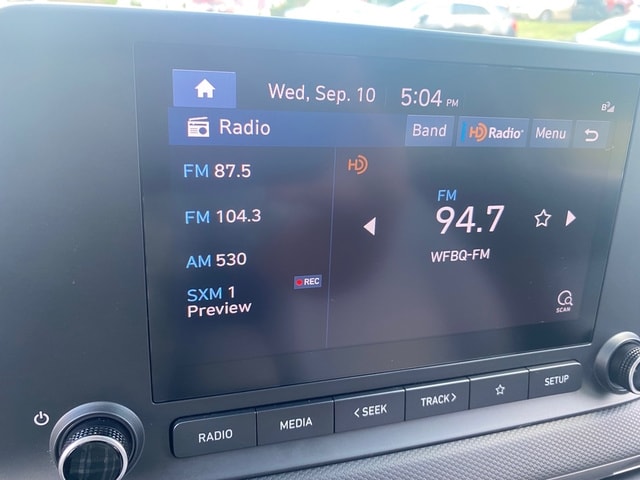 Wed, Sep. 10 5:04 PM
Radio Band HD Radio Menu
FM 87.5
HD
FM 104.3
FM
94.7
WFBQ-FM
AM 530
SXM 1 REC
Preview
SCAN
RADIO MEDIA < SEEK TRACK > SETUP